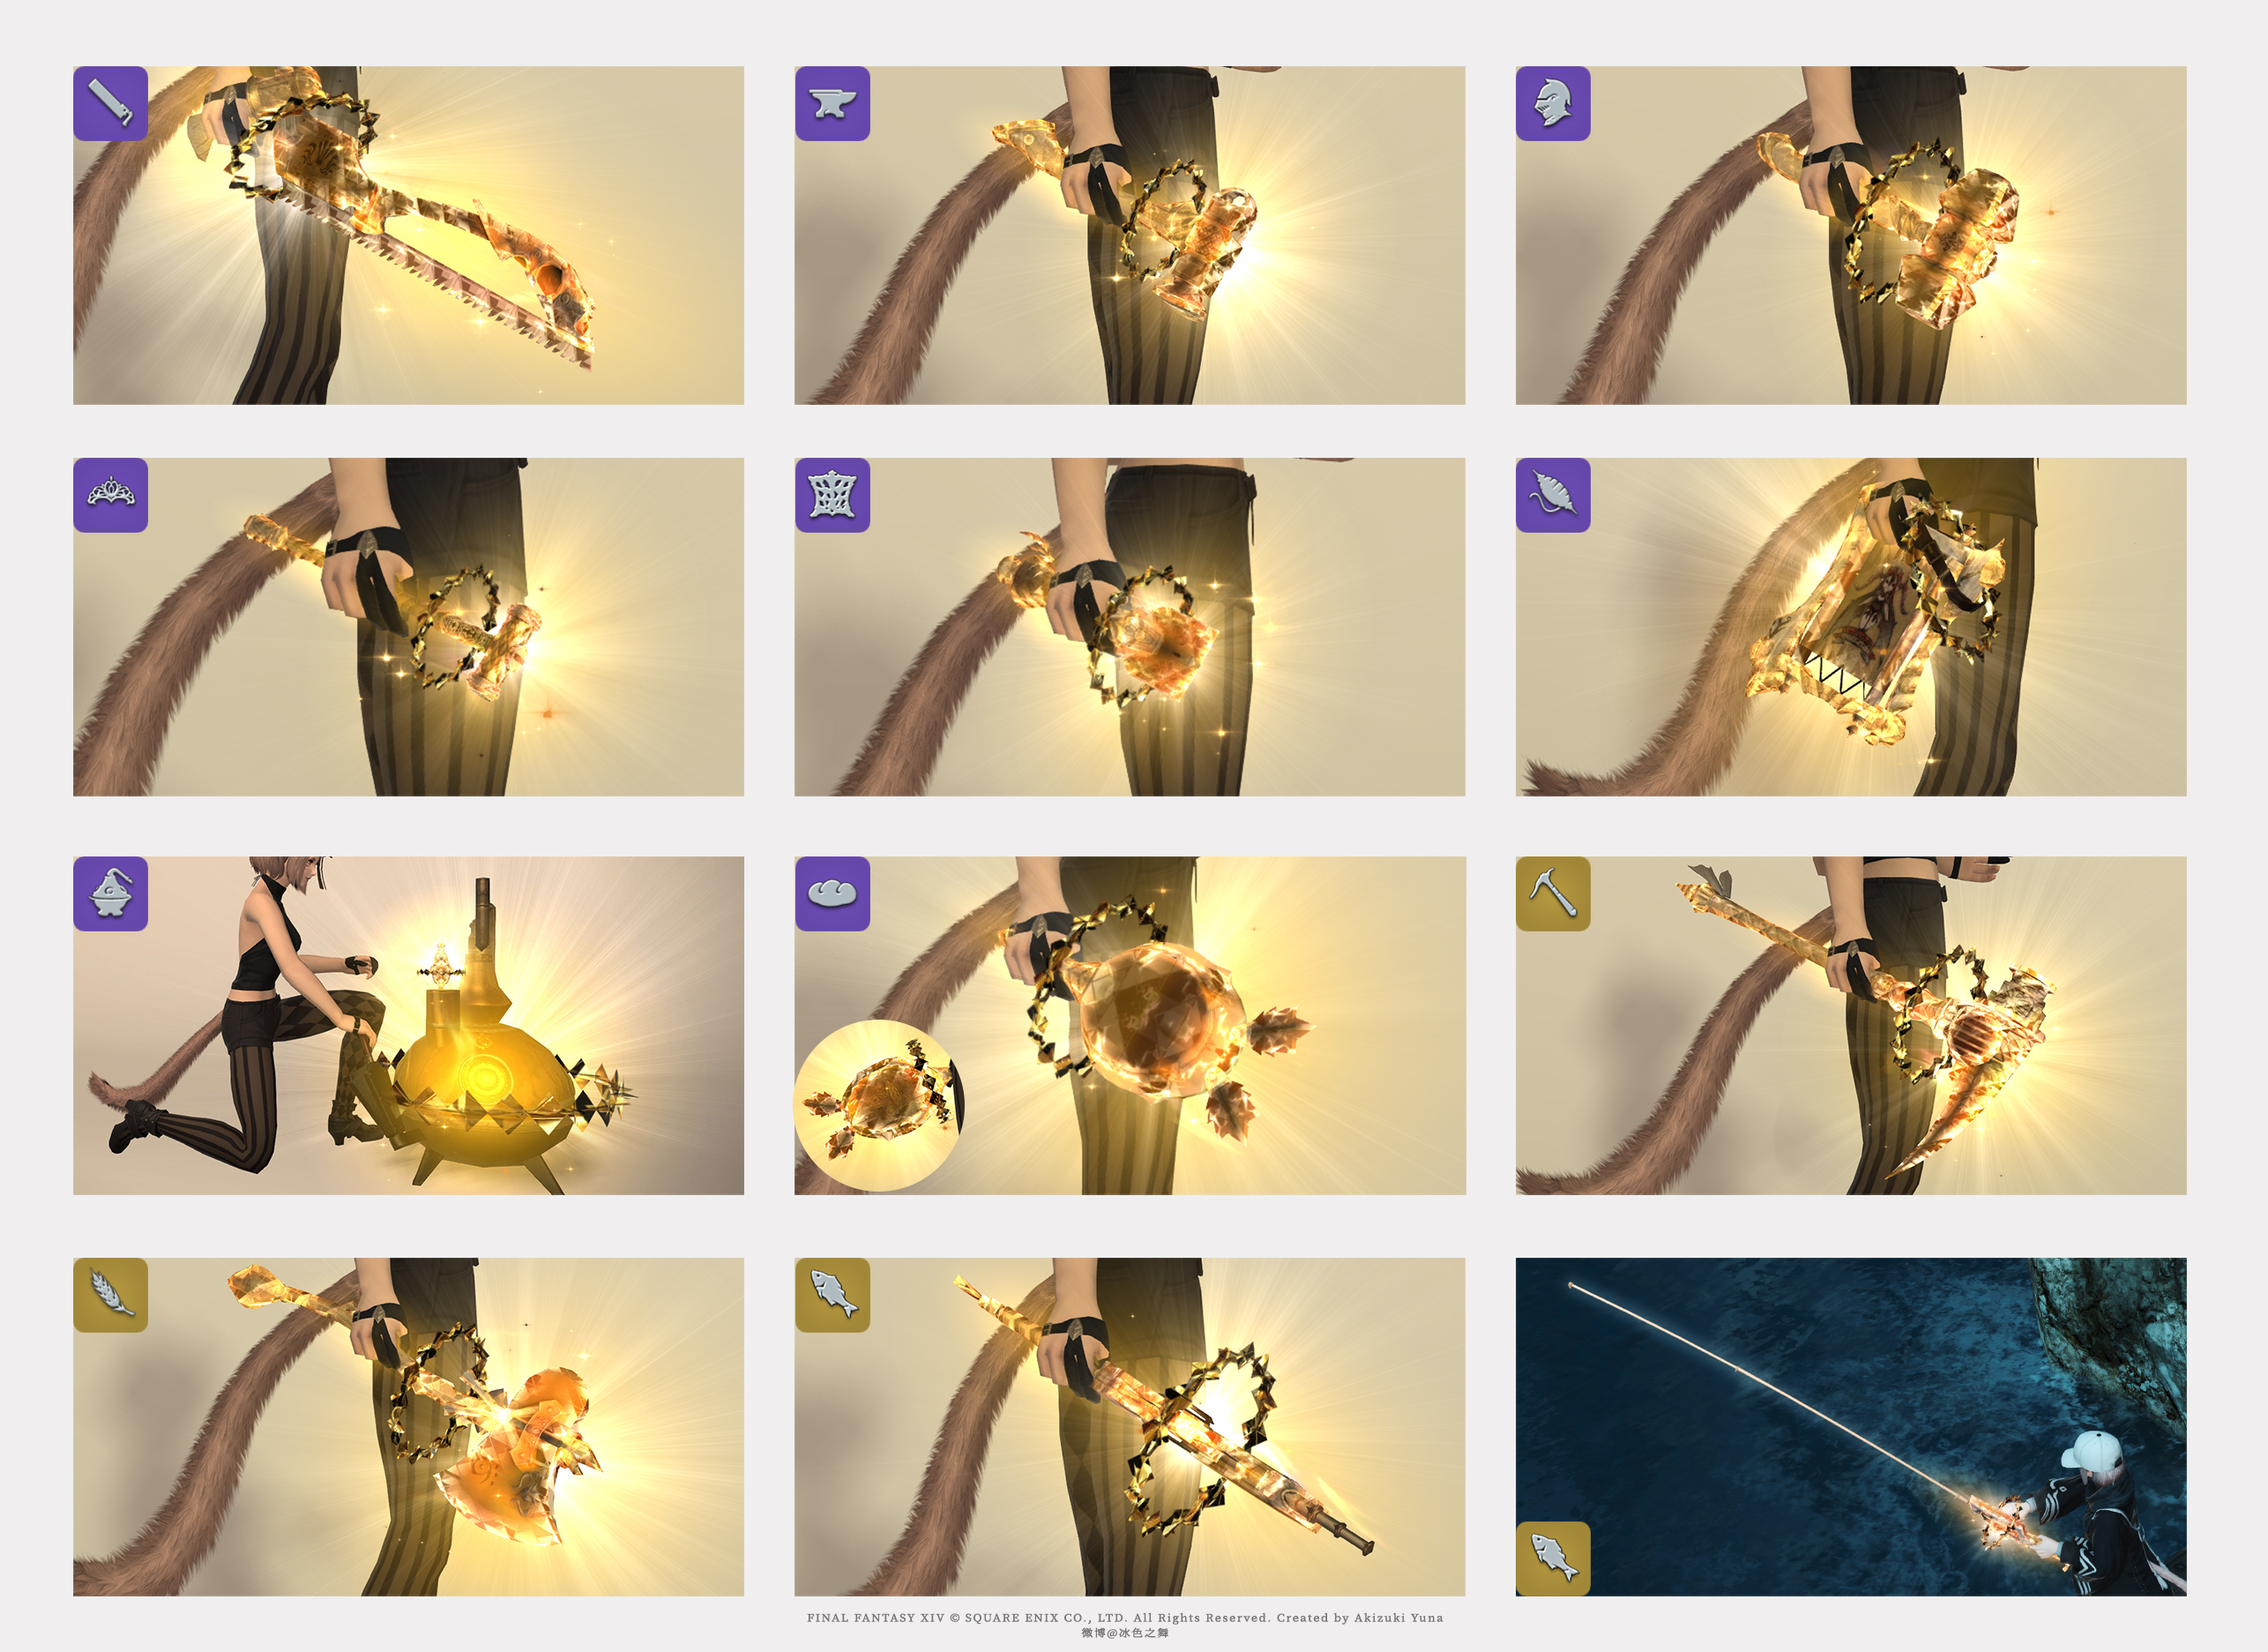 FINAL FANTASY XIV © SQUARE ENIX CO., LTD. All Rights Reserved. Created by Akizuki Yuna
微博@冰色之舞